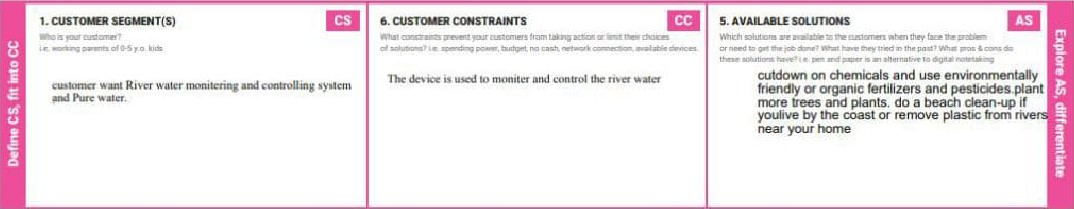 Define CS, fit into CC
1. CUSTOMER SEGMENT(S)
CS
Who is your customer?
i.e. working parents of 0-5 y.o. kids
customer want River water monitering and controlling system
and Pure water.
6. CUSTOMER CONSTRAINTS
CC
What constraints prevent your customers from taking action or limit their choices
of solutions? i.e. spending power, budget, no cash, network connection, available devices.
The device is used to moniter and control the river water
5. AVAILABLE SOLUTIONS
AS
Which solutions are available to the customers when they face the problem
or need to get the job done? What have they tried in the past? What pros & cons do
these solutions have? i.e. pen and paper is an alternative to digital notetaking
cutdown on chemicals and use environmentally
friendly or organic fertilizers and pesticides.plant
more trees and plants. do a beach clean-up if
youlive by the coast or remove plastic from rivers
near your home
Explore AS, differentiate